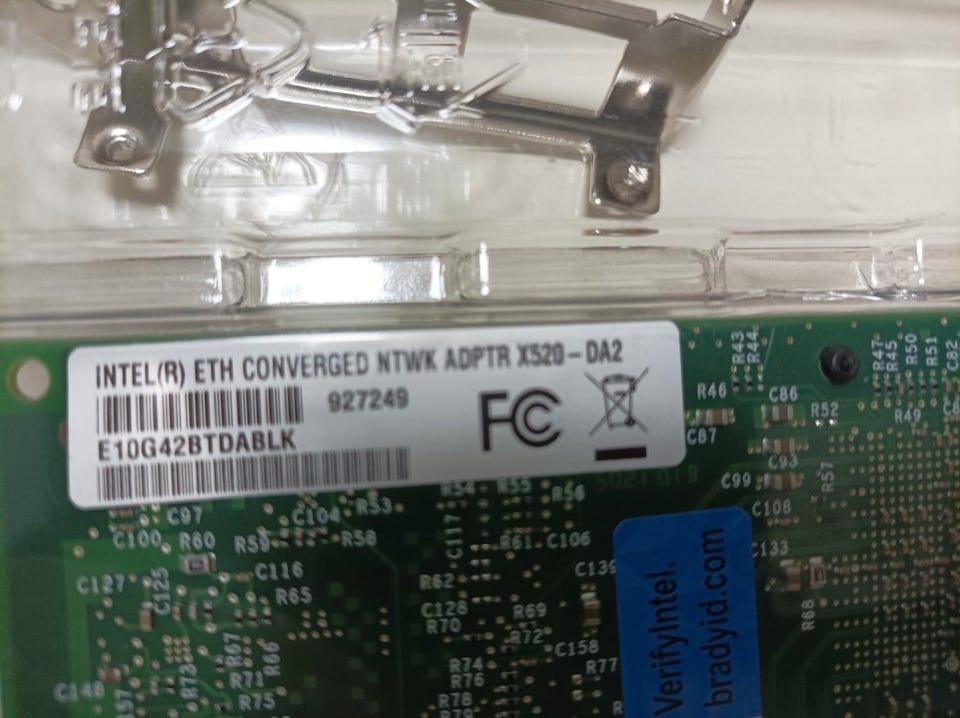 INTEL(R) ETH CONVERGED NTWK ADPTR X520-DA2
927249
FC
E10G42BTDABLK
R43
R44
R46
C86
C87
R52
R47
R45
R50
R51
C82
R49
C93
C99
R57
C108
C133
R68
C97
C104
R53
R54
R55
R56
C100
R60
R59
R58
C117
R61
C106
C127
C125
C116
R65
R62
C139
C128
R70
R69
R72
C158
R67
R66
R71
R73
R74
R76
R77
R75
R78
C148
VerifyIntel.
bradyid.com